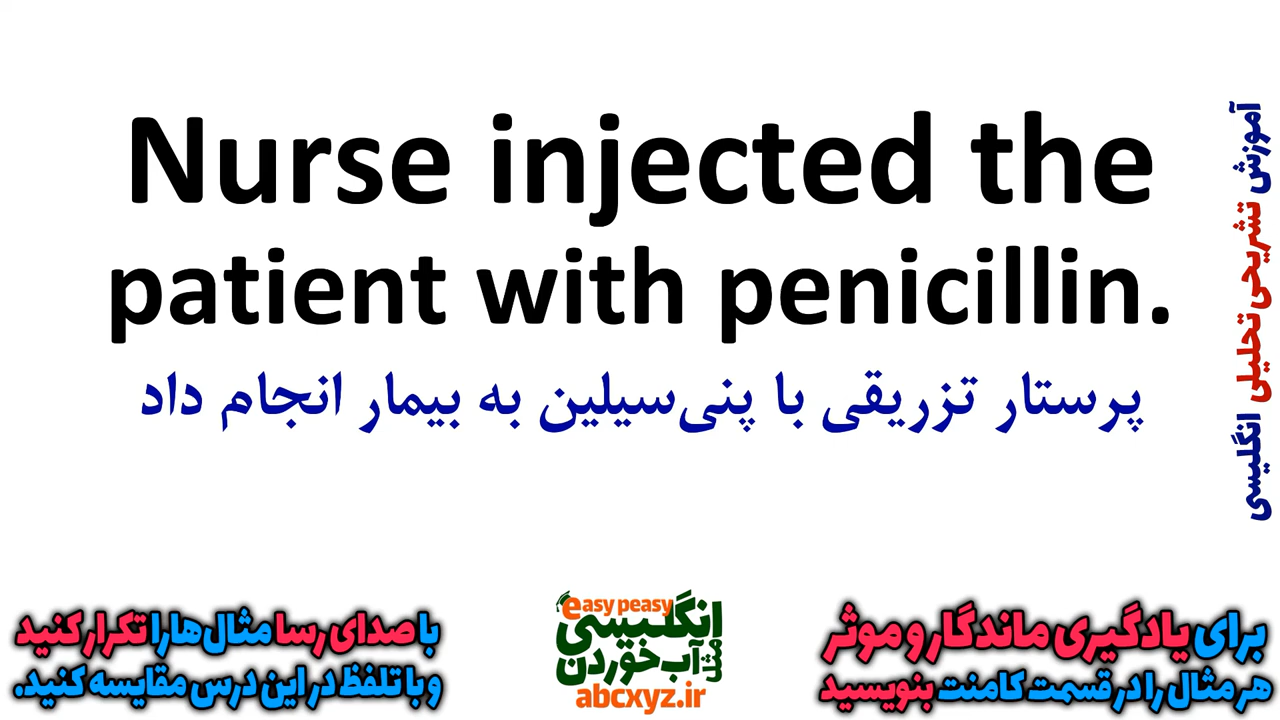 Nurse injected the
patient with penicillin.
پرستار تزریقی با پنی‌سیلین به بیمار انجام داد
آموزش تشریحی تحلیلی انگلیسی
برای یادگیری ماندگار و موثر
هر مثال را در قسمت کامنت بنویسید
easy peasy
انگلیسی
مثل آب خوردن
abcxyz.ir
با صدای رسا مثال‌ها را تکرار کنید
و با تلفظ در این درس مقایسه کنید.